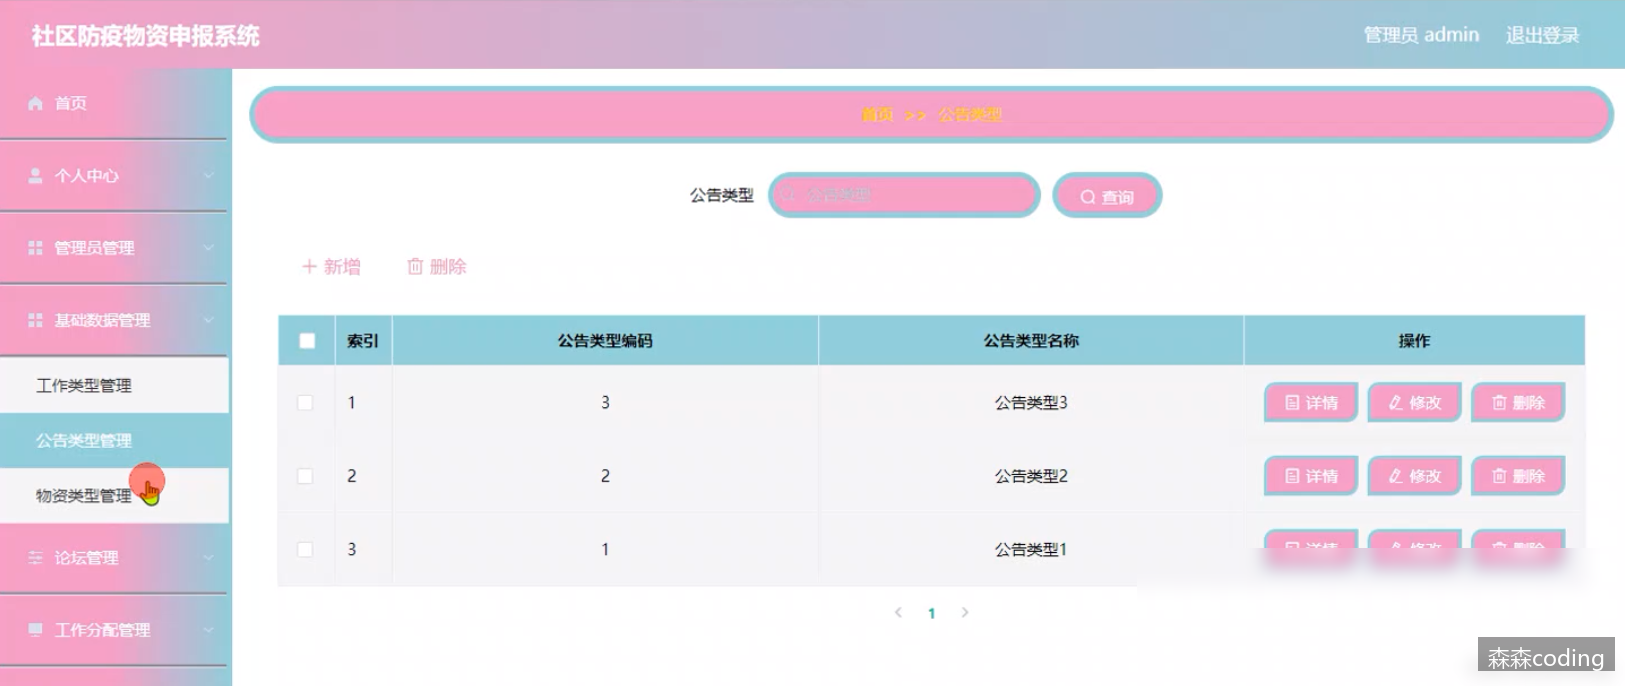 社区防疫物资申报系统
管理员 admin 退出登录
首页
个人中心
管理员管理
基础数据管理
工作类型管理
公告类型管理
物资类型管理
论坛管理
工作分配管理
首页 >> 公告类型
公告类型 公告类型 查询
新增 删除
索引 公告类型编码 公告类型名称 操作
1 3 公告类型3 详情 修改 删除
2 2 公告类型2 详情 修改 删除
3 1 公告类型1 详情 修改 删除
< 1 >
森森coding